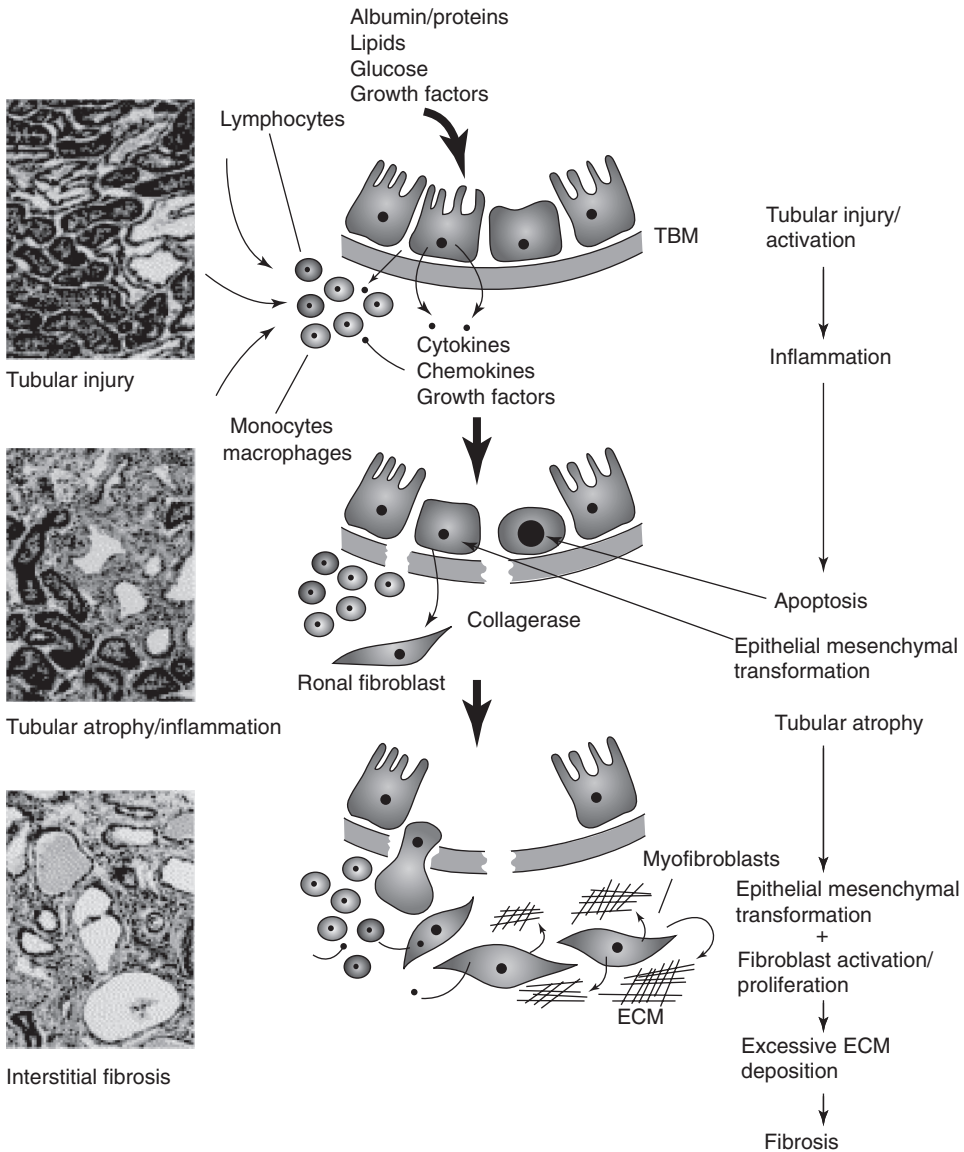 Albumin/proteins
Lipids
Glucose
Growth factors
Lymphocytes
TBM
Tubular injury/
activation
Inflammation
Cytokines
Chemokines
Growth factors
Tubular injury
Monocytes
macrophages
Apoptosis
Collagerase
Epithelial mesenchymal
transformation
Ronal fibroblast
Tubular atrophy/inflammation
Tubular atrophy
Myofibroblasts
Epithelial mesenchymal
transformation
+
Fibroblast activation/
proliferation
ECM
Excessive ECM
deposition
Interstitial fibrosis
Fibrosis